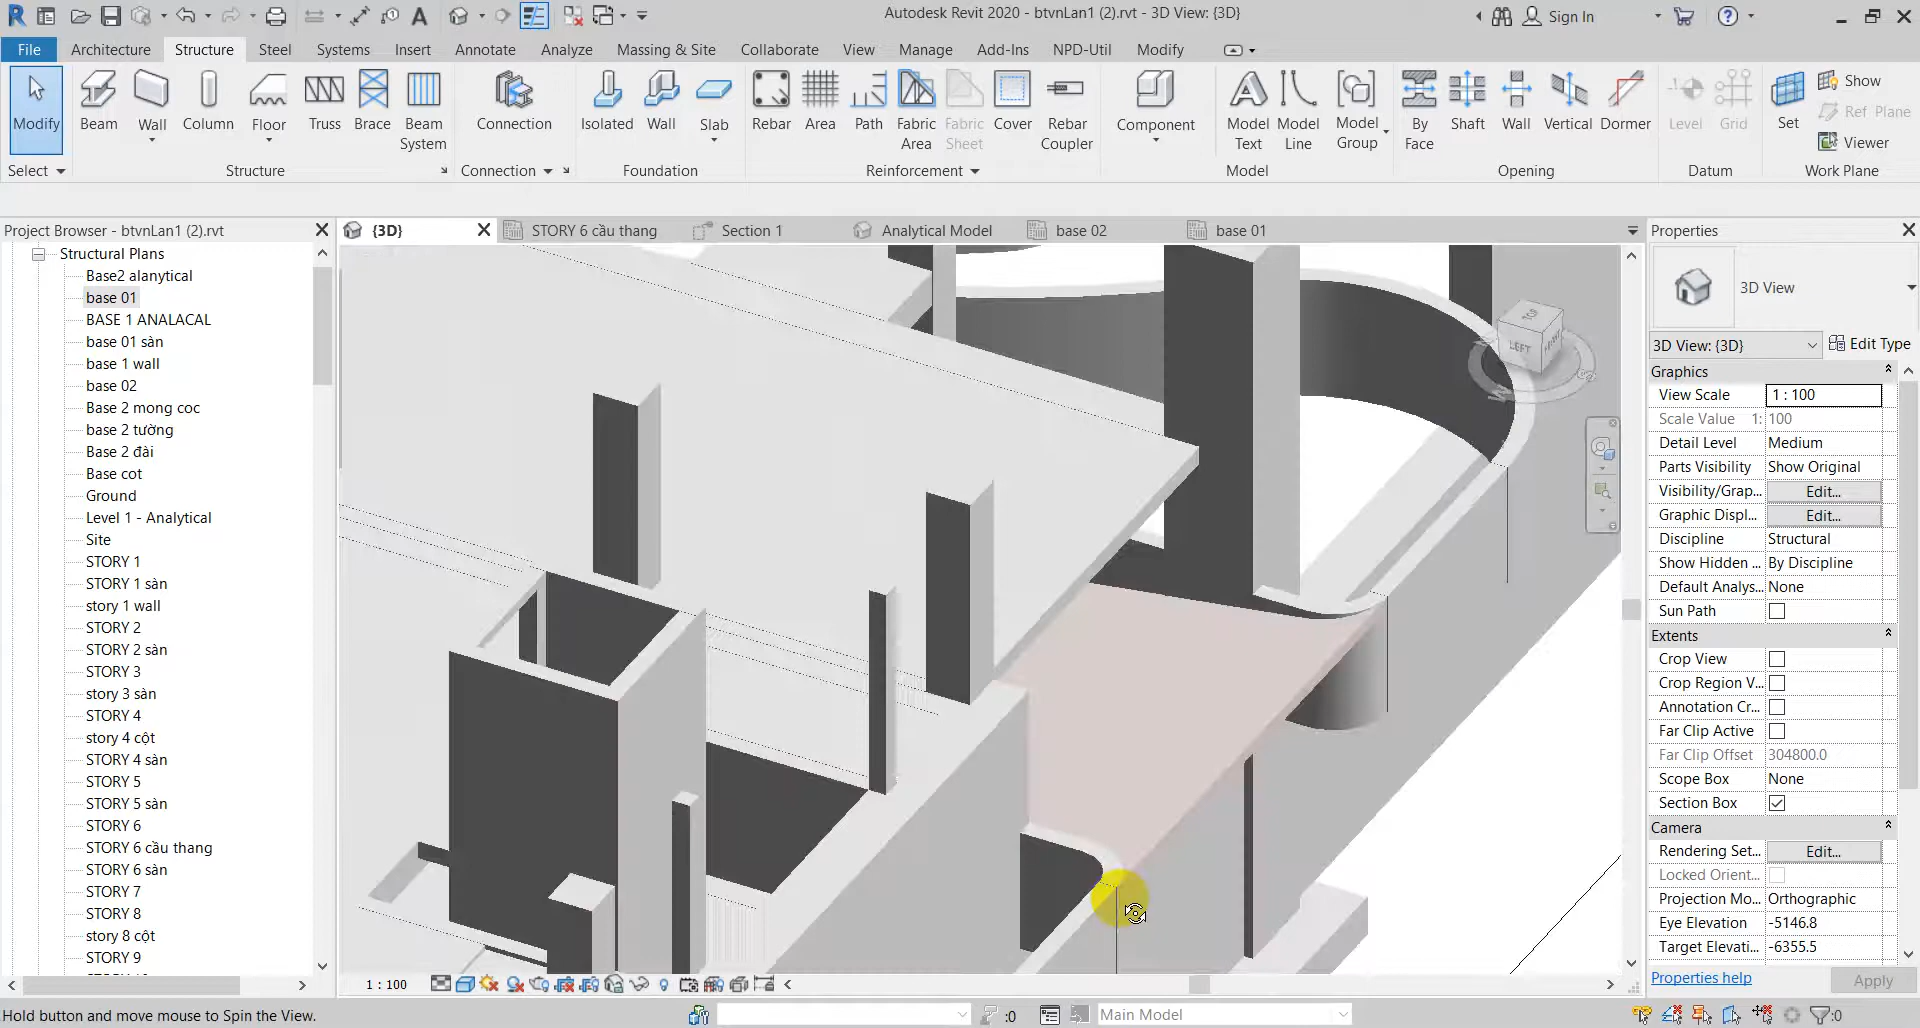 Autodesk Revit 2020 - btvnLan1 (2).rvt - 3D View: {3D}
Sign In
File
Architecture
Structure
Steel
Systems
Insert
Annotate
Analyze
Massing & Site
Collaborate
View
Manage
Add-Ins
NPD-Util
Modify
Modify
Beam
Wall
Column
Floor
Truss
Brace
Beam
System
Connection
Isolated
Wall
Slab
Rebar
Area
Path
Fabric
Area
Fabric
Sheet
Cover
Rebar
Coupler
Component
Model
Text
Model
Line
Model
Group
By
Face
Shaft
Wall
Vertical
Dormer
Level
Grid
Set
Show
Ref Plane
Viewer
Select
Structure
Connection
Foundation
Reinforcement
Model
Opening
Datum
Work Plane
Project Browser - btvnLan1 (2).rvt
{3D}
STORY 6 cầu thang
Section 1
Analytical Model
base 02
base 01
Structural Plans
Base2 alanytical
base 01
BASE 1 ANALACAL
base 01 sàn
base 1 wall
base 02
Base 2 mong coc
base 2 tường
Base 2 đài
Base cot
Ground
Level 1 - Analytical
Site
STORY 1
STORY 1 sàn
story 1 wall
STORY 2
STORY 2 sàn
STORY 3
story 3 sàn
STORY 4
story 4 cột
STORY 4 sàn
STORY 5
STORY 5 sàn
STORY 6
STORY 6 cầu thang
STORY 6 sàn
STORY 7
STORY 8
story 8 cột
STORY 9
TOP
LEFT
Properties
3D View
3D View: {3D}
Edit Type
Graphics
View Scale 1 : 100
Scale Value 1: 100
Detail Level Medium
Parts Visibility Show Original
Visibility/Grap... Edit...
Graphic Displ... Edit...
Discipline Structural
Show Hidden ... By Discipline
Default Analys... None
Sun Path
Extents
Crop View
Crop Region V...
Annotation Cr...
Far Clip Active
Far Clip Offset 304800.0
Scope Box None
Section Box
Camera
Rendering Set... Edit...
Locked Orient...
Projection Mo... Orthographic
Eye Elevation -5146.8
Target Elevati... -6355.5
Properties help
Apply
1 : 100
Hold button and move mouse to Spin the View.
:0
Main Model
:0